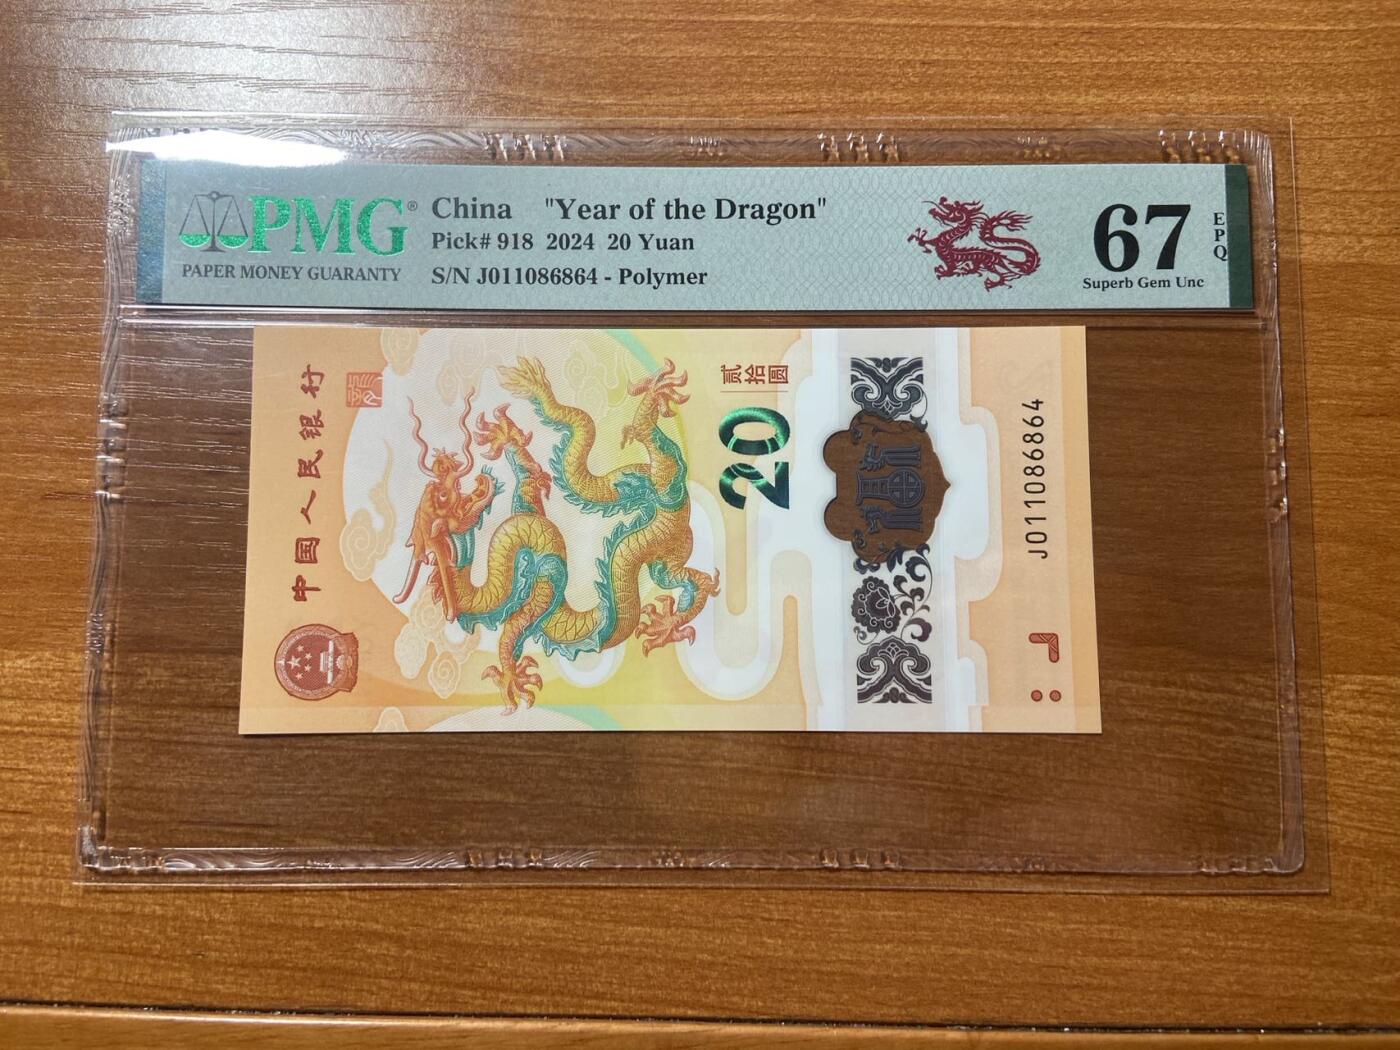 PMG®
PAPER MONEY GUARANTY
China "Year of the Dragon"
Pick# 918 2024 20 Yuan
S/N J011086864 - Polymer
67
EPQ
Superb Gem Unc
中国人民银行
贰拾圆
20
福
J011086864